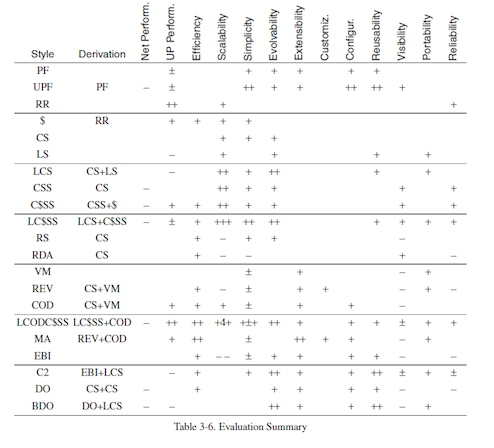 Style Derivation Net Perform. UP Perform. Efficiency Scalability Simplicity Evolvability Extensibility Customiz. Configur. Reusability Visibility Portability Reliability
PF ± + + + + +
UPF PF − ± ++ + + ++ ++ +
RR ++ + +
$ RR + + + +
CS + + +
LS − + + + +
LCS CS+LS − ++ + ++ + +
CSS CS − ++ + + + +
C$SS CSS+$ − + + ++ + + + +
LC$SS LCS+C$SS − ± + +++ ++ ++ + + + +
RS CS + − + + −
RDA CS + − − −
VM ± + − +
REV CS+VM + − ± + + − + −
COD CS+VM + + + ± + + −
LCODC$SS LC$SS+COD − ++ ++ +4+ +±+ ++ + + + ± + +
MA REV+COD + ++ ± ++ + + − +
EBI + −− ± + + + + − −
C2 EBI+LCS − + + ++ + + ++ ± + ±
DO CS+CS − + + + + + − −
BDO DO+LCS − − ++ + + ++ − +
Table 3-6. Evaluation Summary